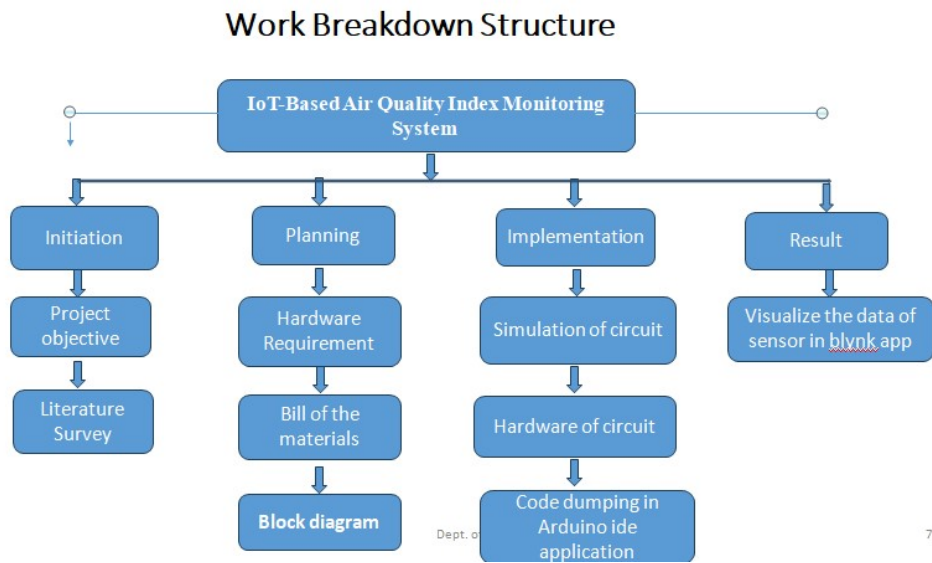 Work Breakdown Structure
IoT-Based Air Quality Index Monitoring
System
Initiation
Project
objective
Literature
Survey
Planning
Hardware
Requirement
Bill of the
materials
Block diagram
Implementation
Simulation of circuit
Hardware of circuit
Code dumping in
Arduino ide
application
Result
Visualize the data of
sensor in blynk app
Dept. of
7